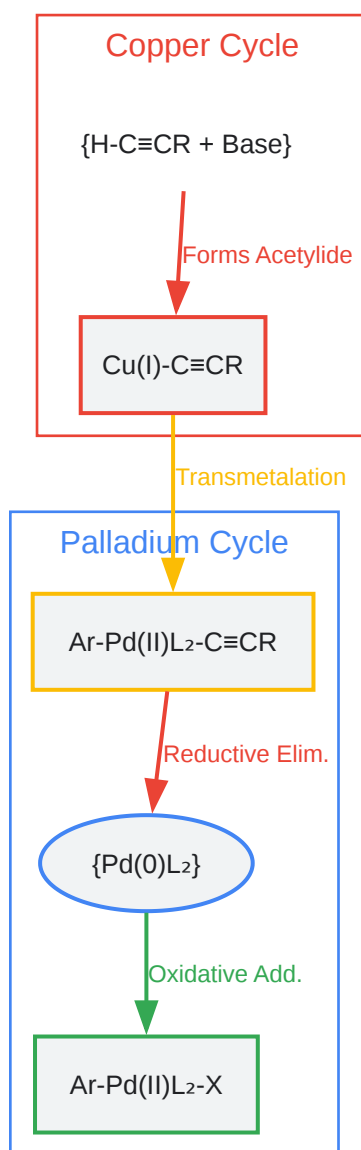 Copper Cycle
{H-C≡CR + Base}
Forms Acetylide
Cu(I)-C≡CR
Transmetalation
Palladium Cycle
Ar-Pd(II)L₂-C≡CR
Reductive Elim.
{Pd(0)L₂}
Oxidative Add.
Ar-Pd(II)L₂-X